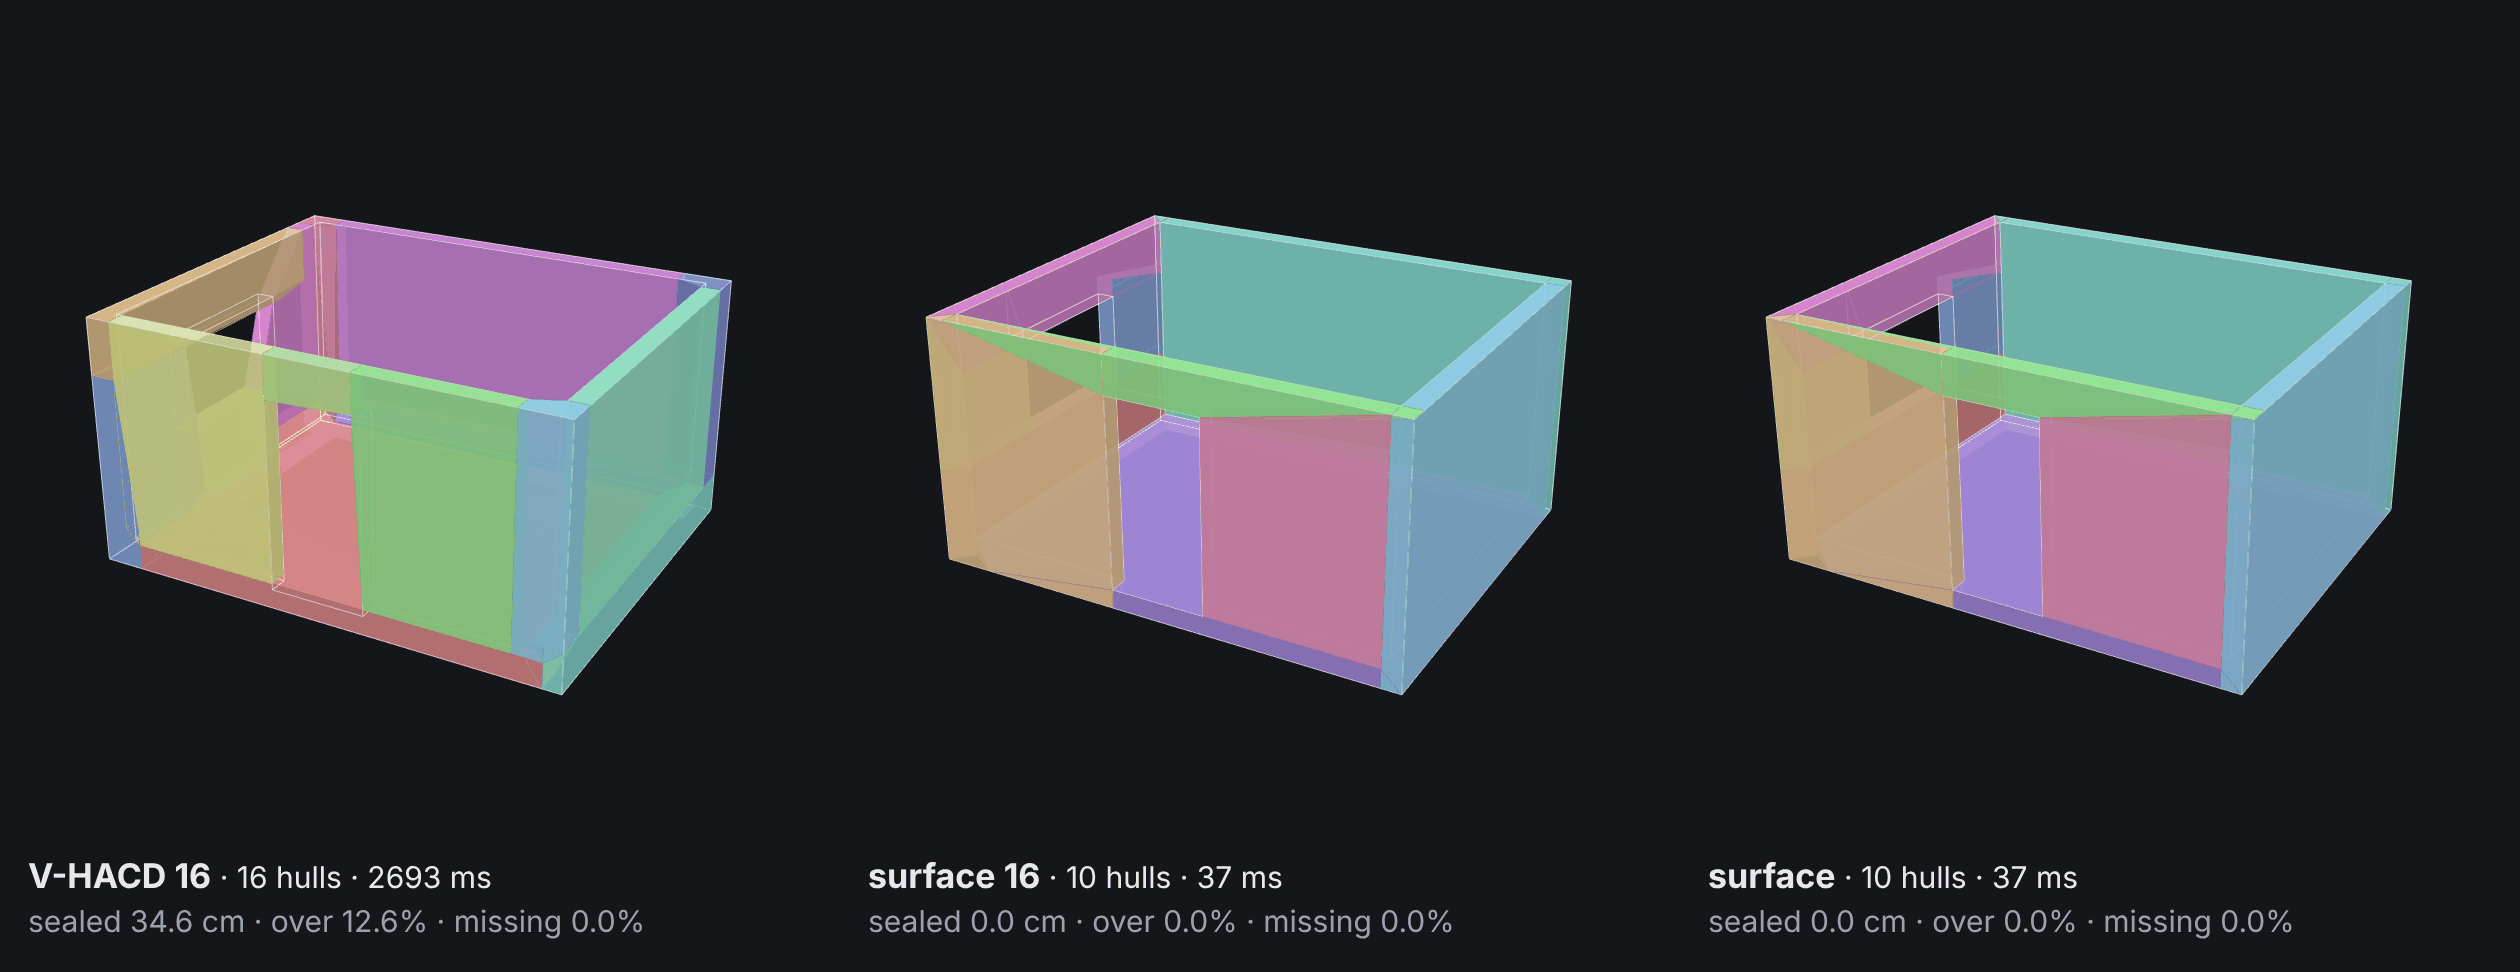 V-HACD 16 · 16 hulls · 2693 ms
sealed 34.6 cm · over 12.6% · missing 0.0%
surface 16 · 10 hulls · 37 ms
sealed 0.0 cm · over 0.0% · missing 0.0%
surface · 10 hulls · 37 ms
sealed 0.0 cm · over 0.0% · missing 0.0%